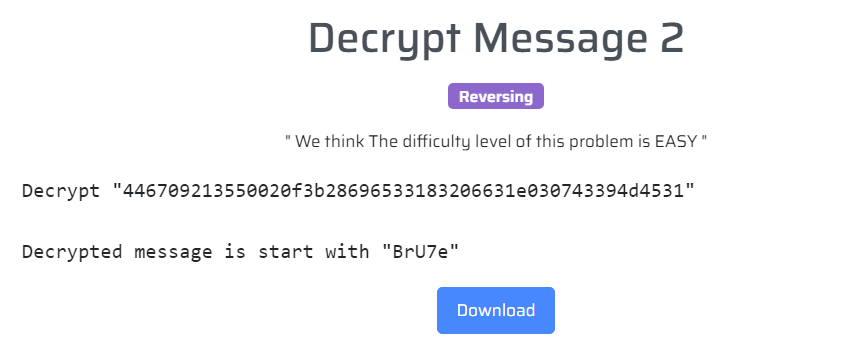 Decrypt Message 2
Reversing
" We think The difficulty level of this problem is EASY "
Decrypt "446709213550020f3b28696533183206631e030743394d4531"
Decrypted message is start with "BrU7e"
Download